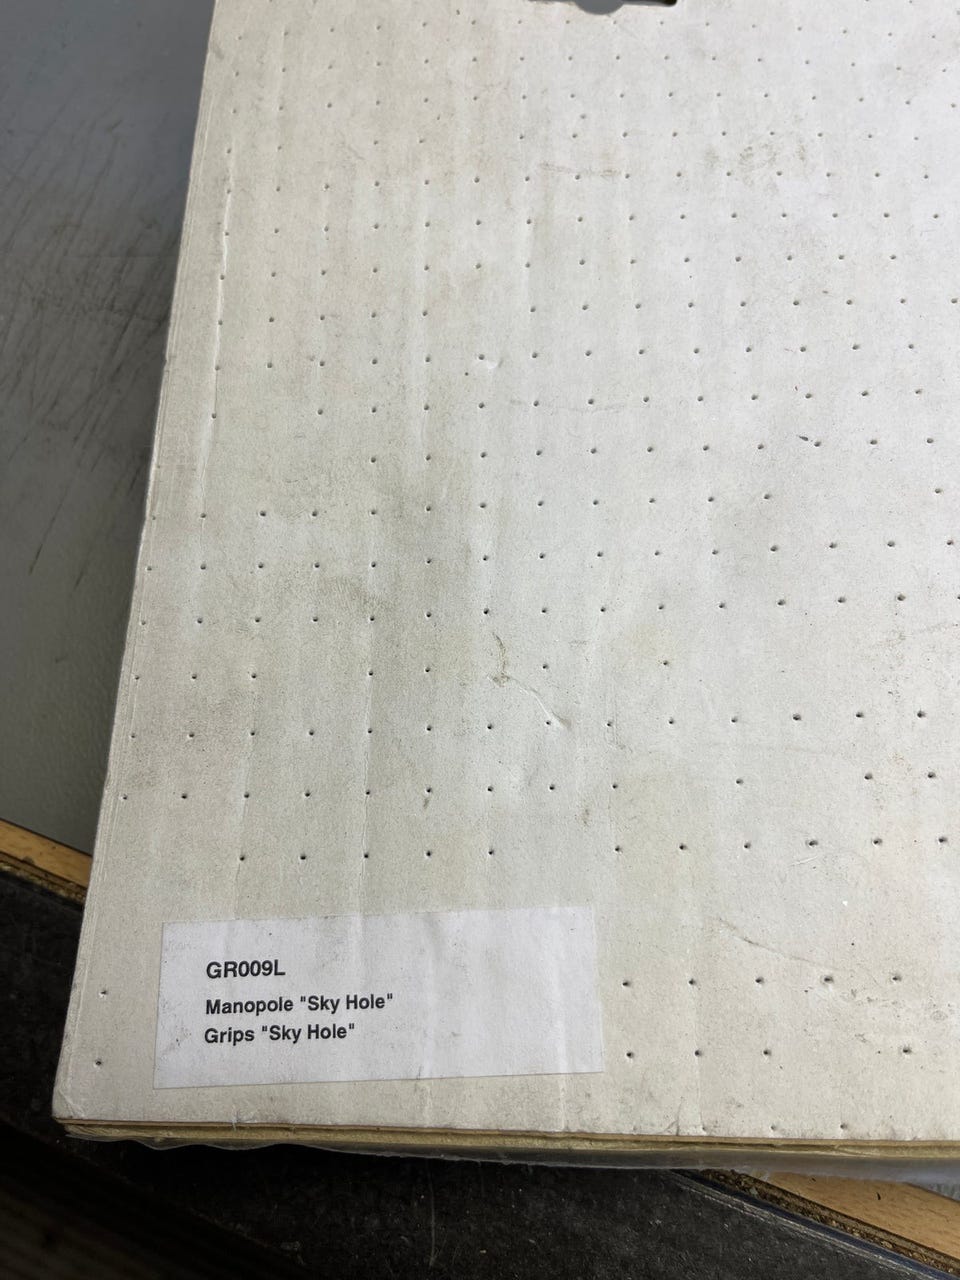 GR009L
Manopole "Sky Hole"
Grips "Sky Hole"